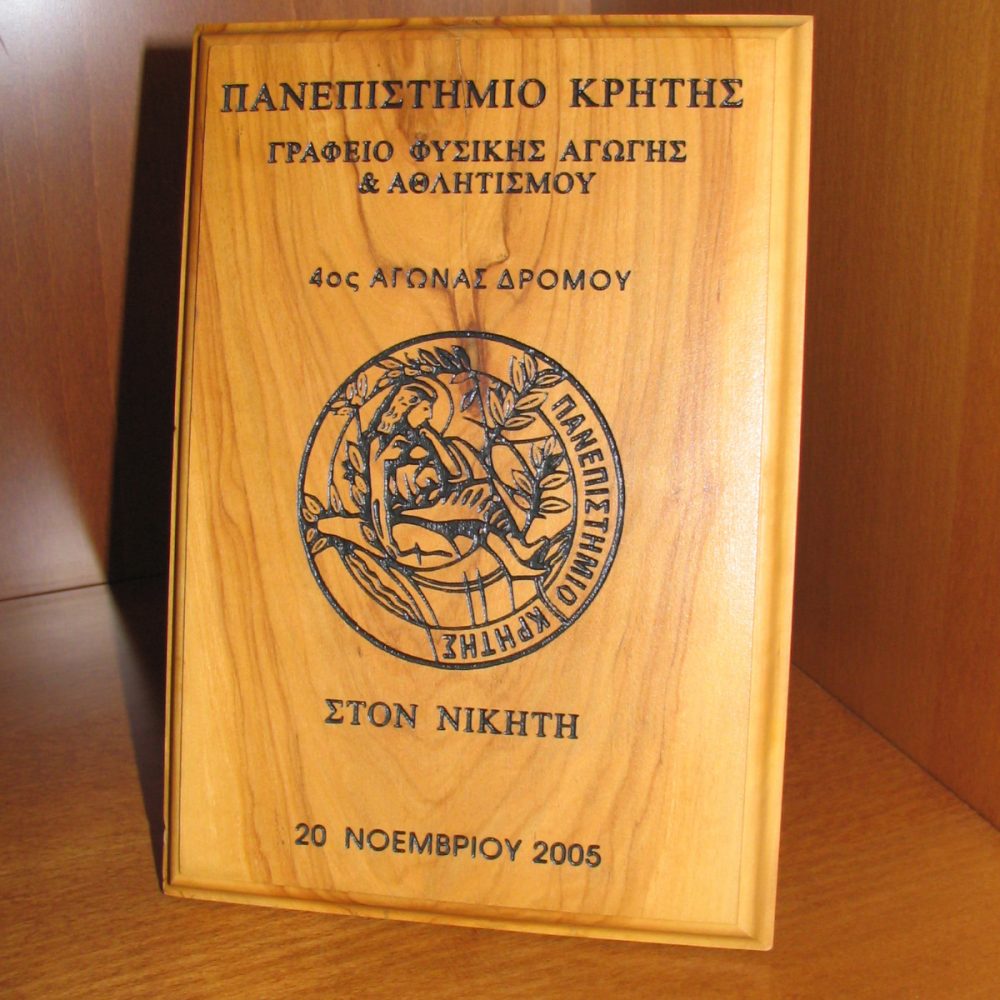 ΠΑΝΕΠΙΣΤΗΜΙΟ ΚΡΗΤΗΣ
ΓΡΑΦΕΙΟ ΦΥΣΙΚΗΣ ΑΓΩΓΗΣ
& ΑΘΛΗΤΙΣΜΟΥ
4ος ΑΓΩΝΑΣ ΔΡΟΜΟΥ
ΠΑΝΕΠΙΣΤΗΜΙΟ ΚΡΗΤΗΣ
ΣΤΟΝ ΝΙΚΗΤΗ
20 ΝΟΕΜΒΡΙΟΥ 2005